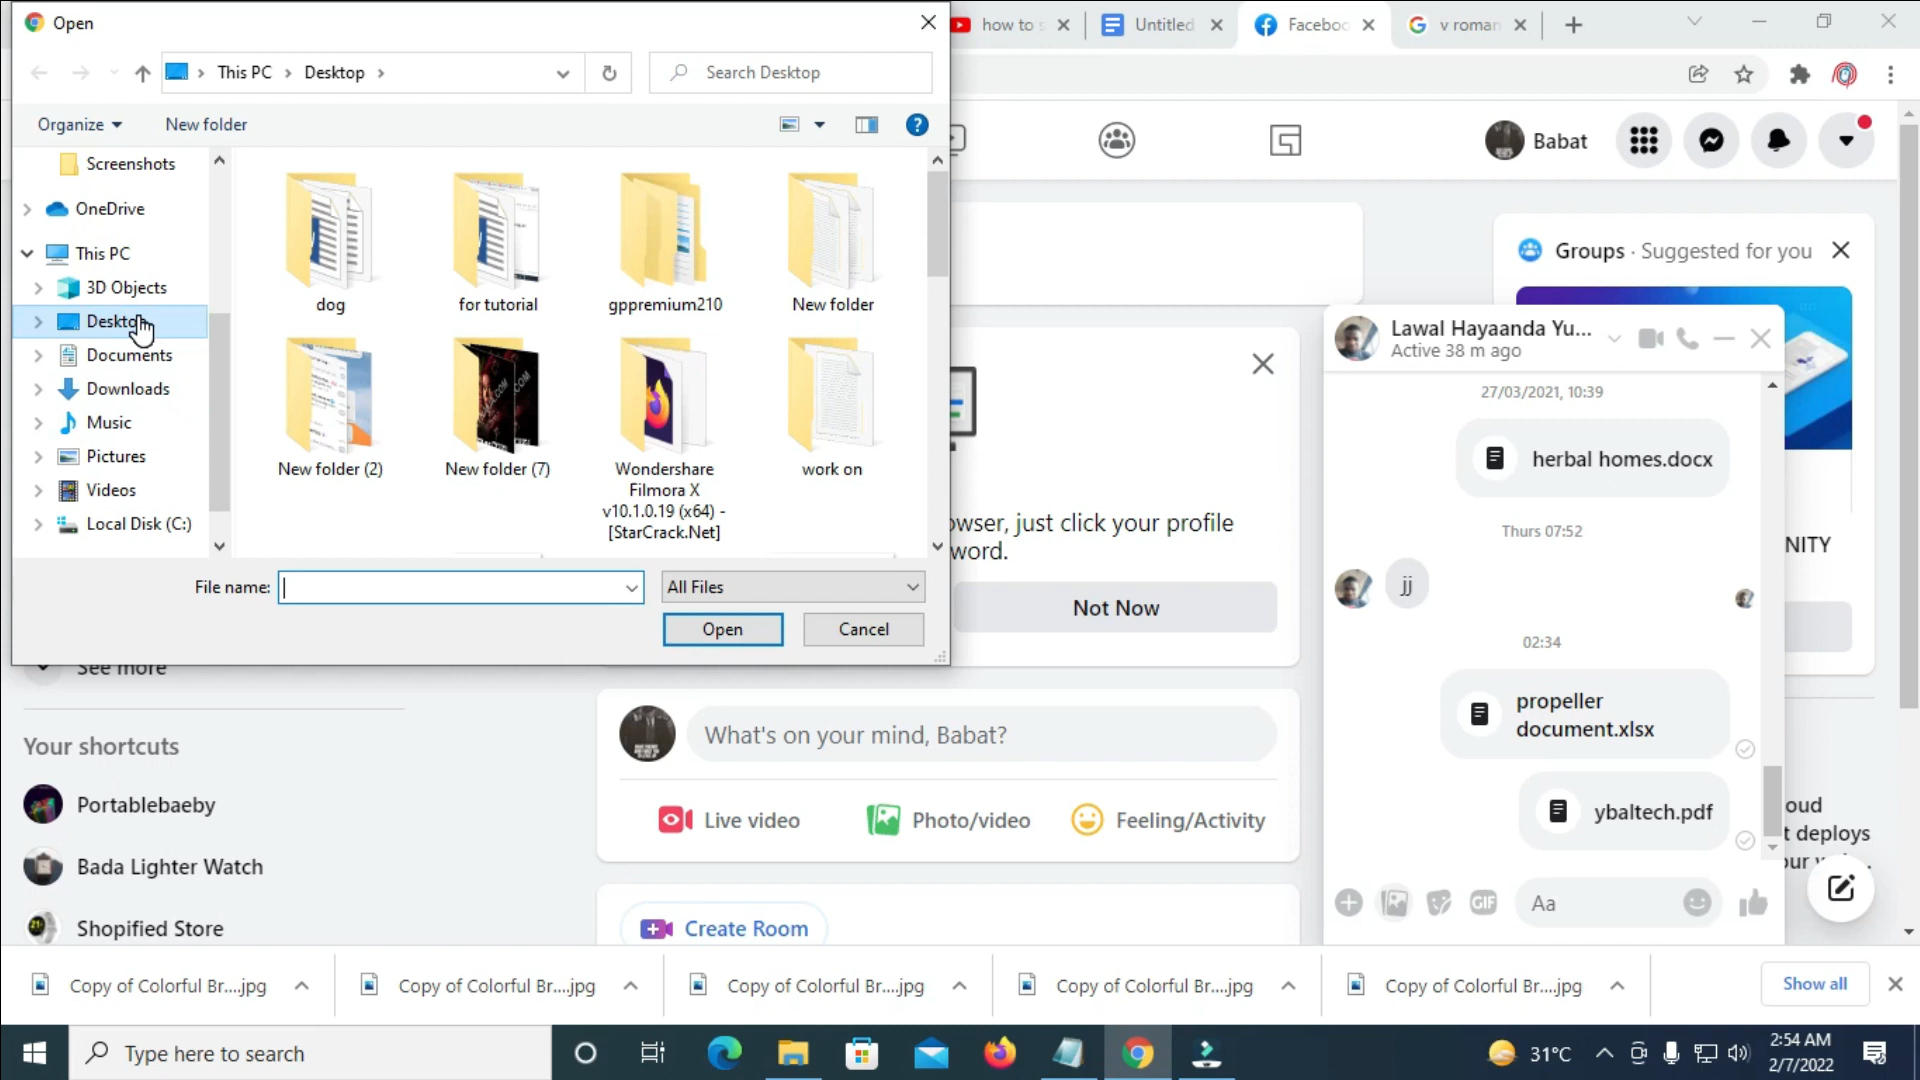 Open
how to s
Untitled
Faceboo
v roman
This PC
Desktop
Search Desktop
Organize
New folder
Screenshots
OneDrive
This PC
3D Objects
Desktop
Documents
Downloads
Music
Pictures
Videos
Local Disk (C:)
dog
for tutorial
gppremium210
New folder
New folder (2)
New folder (7)
Wondershare
Filmora X
v10.1.0.19 (x64) -
[StarCrack.Net]
work on
File name:
All Files
Open
Cancel
Babat
Groups · Suggested for you
NITY
owser, just click your profile
word.
Not Now
See more
Your shortcuts
Portablebaeby
Bada Lighter Watch
Shopified Store
What's on your mind, Babat?
Live video
Photo/video
Feeling/Activity
Create Room
Lawal Hayaanda Yu...
Active 38 m ago
27/03/2021, 10:39
herbal homes.docx
Thurs 07:52
jj
02:34
propeller
document.xlsx
ybaltech.pdf
GIF
Aa
oud
t deploys
Copy of Colorful Br....jpg
Copy of Colorful Br....jpg
Copy of Colorful Br....jpg
Copy of Colorful Br....jpg
Copy of Colorful Br....jpg
Show all
Type here to search
31°C
2:54 AM
2/7/2022